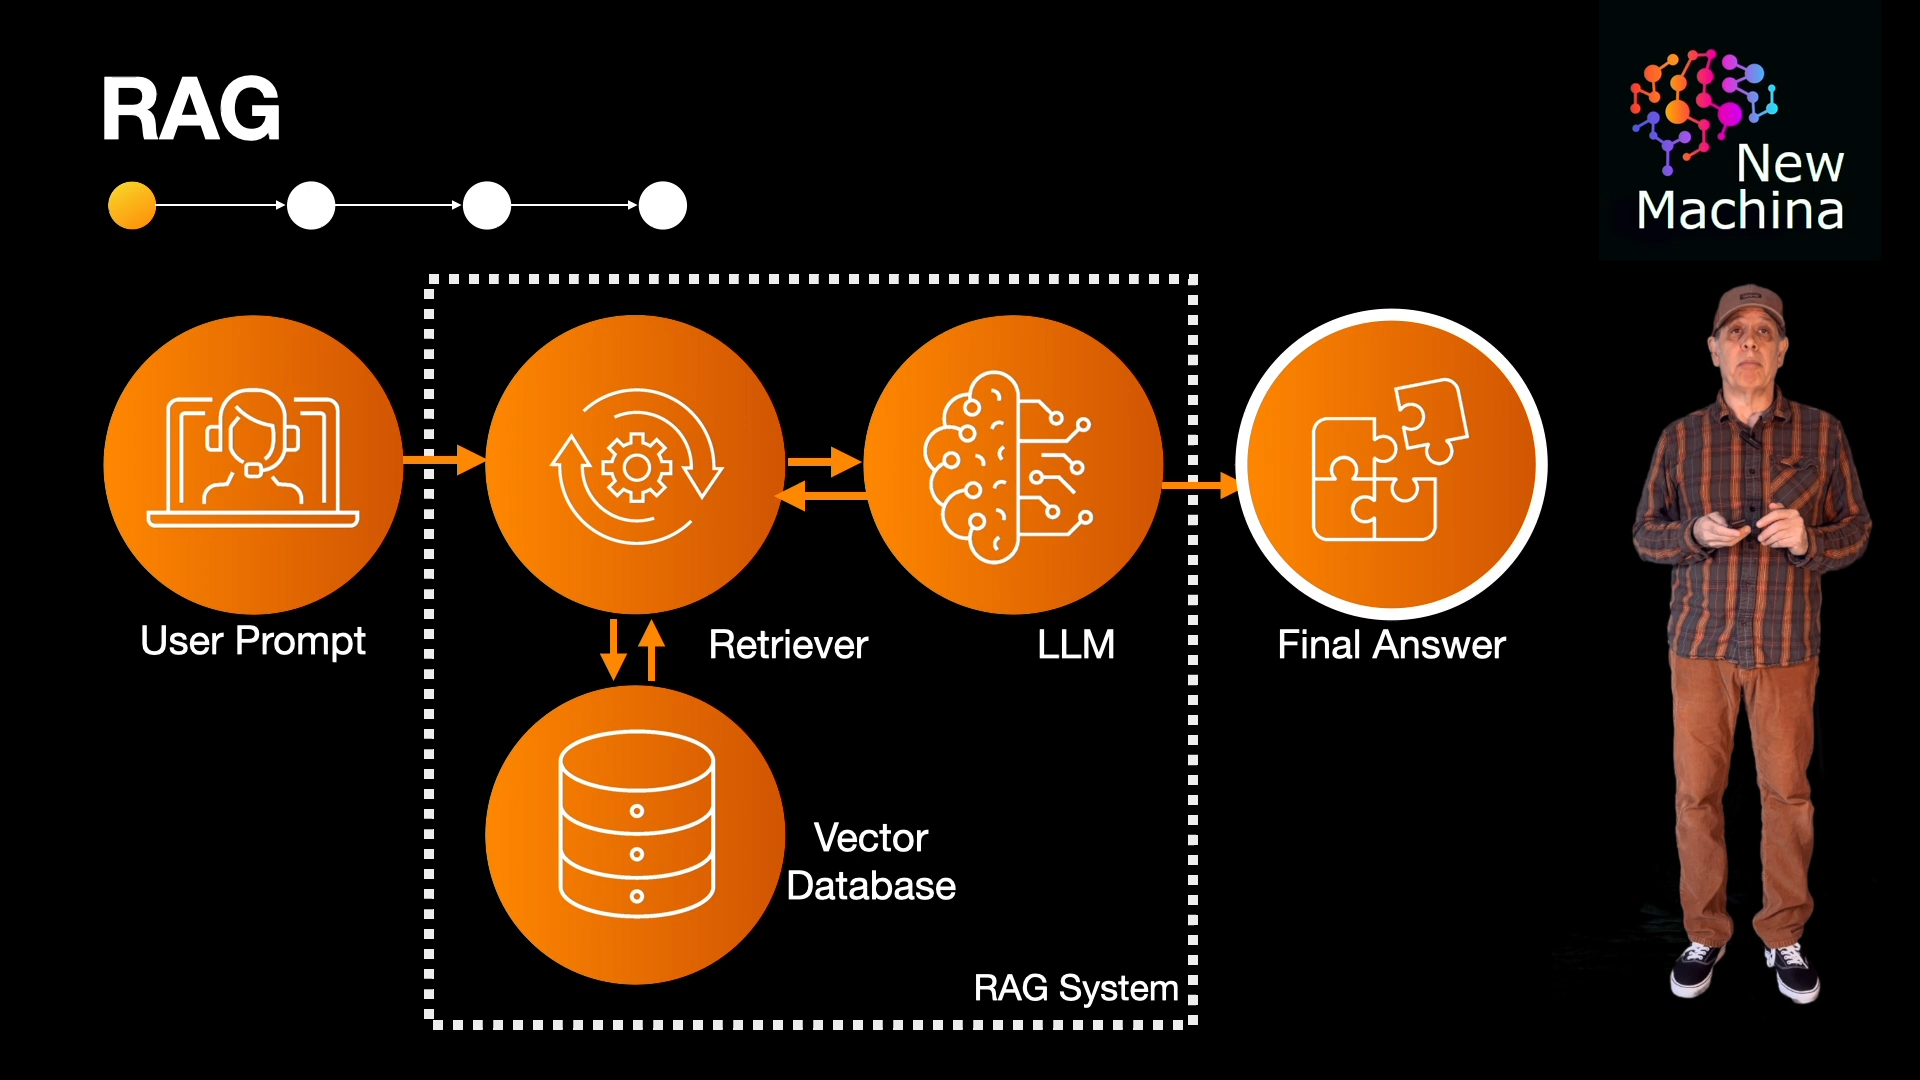 RAG
New
Machina
User Prompt
Retriever
LLM
Final Answer
Vector
Database
RAG System